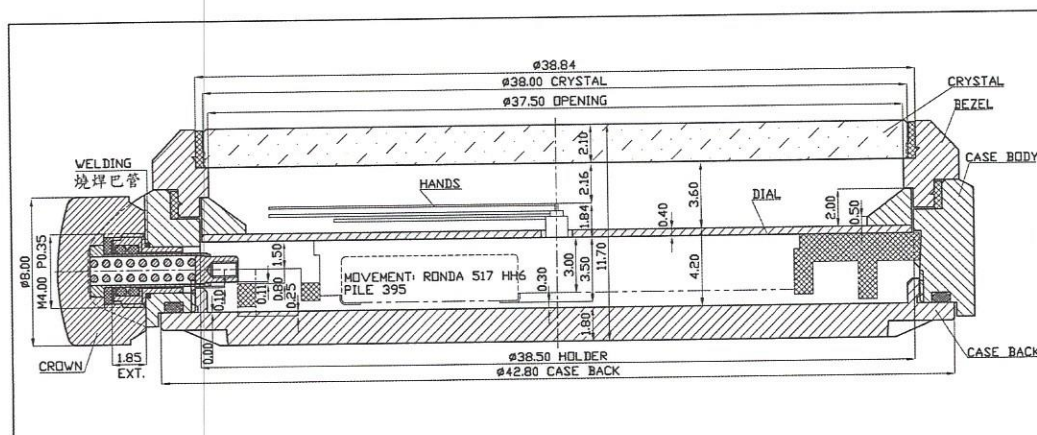 ø38.84
ø38.00 CRYSTAL
ø37.50 OPENING
CRYSTAL
BEZEL
CASE BODY
WELDING
燒焊巴管
HANDS
DIAL
2.10
2.16
1.84
3.60
0.40
2.00
0.50
ø8.00
M4.00 P0.35
1.50
0.80
0.11
0.10
0.25
0.00
MOVEMENT: RONDA 517 HH6
PILE 395
0.30
3.00
3.50
11.70
4.20
1.80
CROWN
1.85
EXT.
ø38.50 HOLDER
ø42.80 CASE BACK
CASE BACK